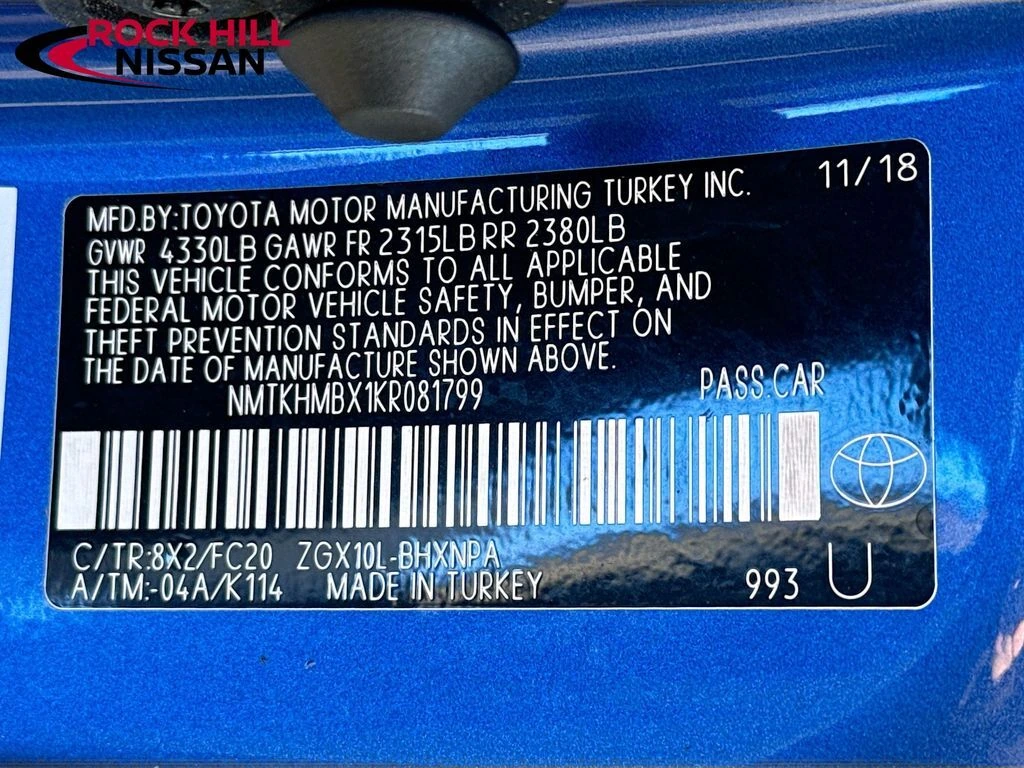 ROCK HILL
NISSAN
11/18
MFD.BY:TOYOTA MOTOR MANUFACTURING TURKEY INC.
GVWR 4330LB GAWR FR 2315LB RR 2380LB
THIS VEHICLE CONFORMS TO ALL APPLICABLE
FEDERAL MOTOR VEHICLE SAFETY, BUMPER, AND
THEFT PREVENTION STANDARDS IN EFFECT ON
THE DATE OF MANUFACTURE SHOWN ABOVE.
NMTKHMBX1KR081799 PASS.CAR
C/TR:8X2/FC20 ZGX10L-BHXNPA
A/TM:-04A/K114 MADE IN TURKEY 993 U